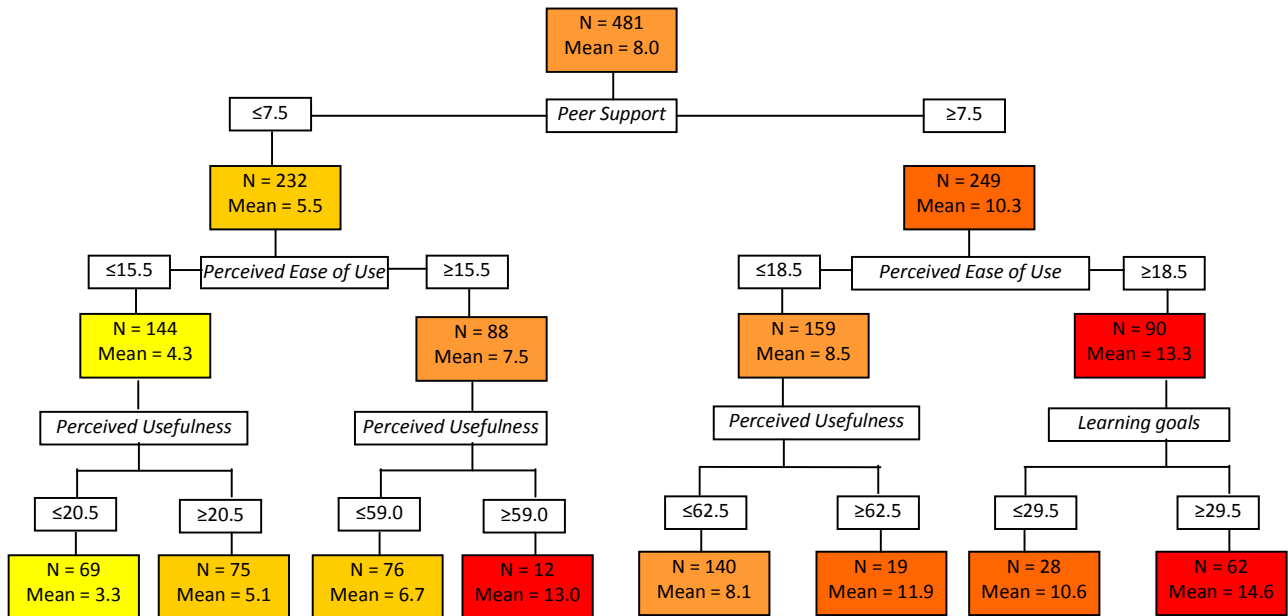 N = 481
Mean = 8.0
≤7.5
Peer Support
≥7.5
N = 232
Mean = 5.5
N = 249
Mean = 10.3
≤15.5
Perceived Ease of Use
≥15.5
≤18.5
Perceived Ease of Use
≥18.5
N = 144
Mean = 4.3
N = 88
Mean = 7.5
N = 159
Mean = 8.5
N = 90
Mean = 13.3
Perceived Usefulness
Perceived Usefulness
Perceived Usefulness
Learning goals
≤20.5
≥20.5
≤59.0
≥59.0
≤62.5
≥62.5
≤29.5
≥29.5
N = 69
Mean = 3.3
N = 75
Mean = 5.1
N = 76
Mean = 6.7
N = 12
Mean = 13.0
N = 140
Mean = 8.1
N = 19
Mean = 11.9
N = 28
Mean = 10.6
N = 62
Mean = 14.6